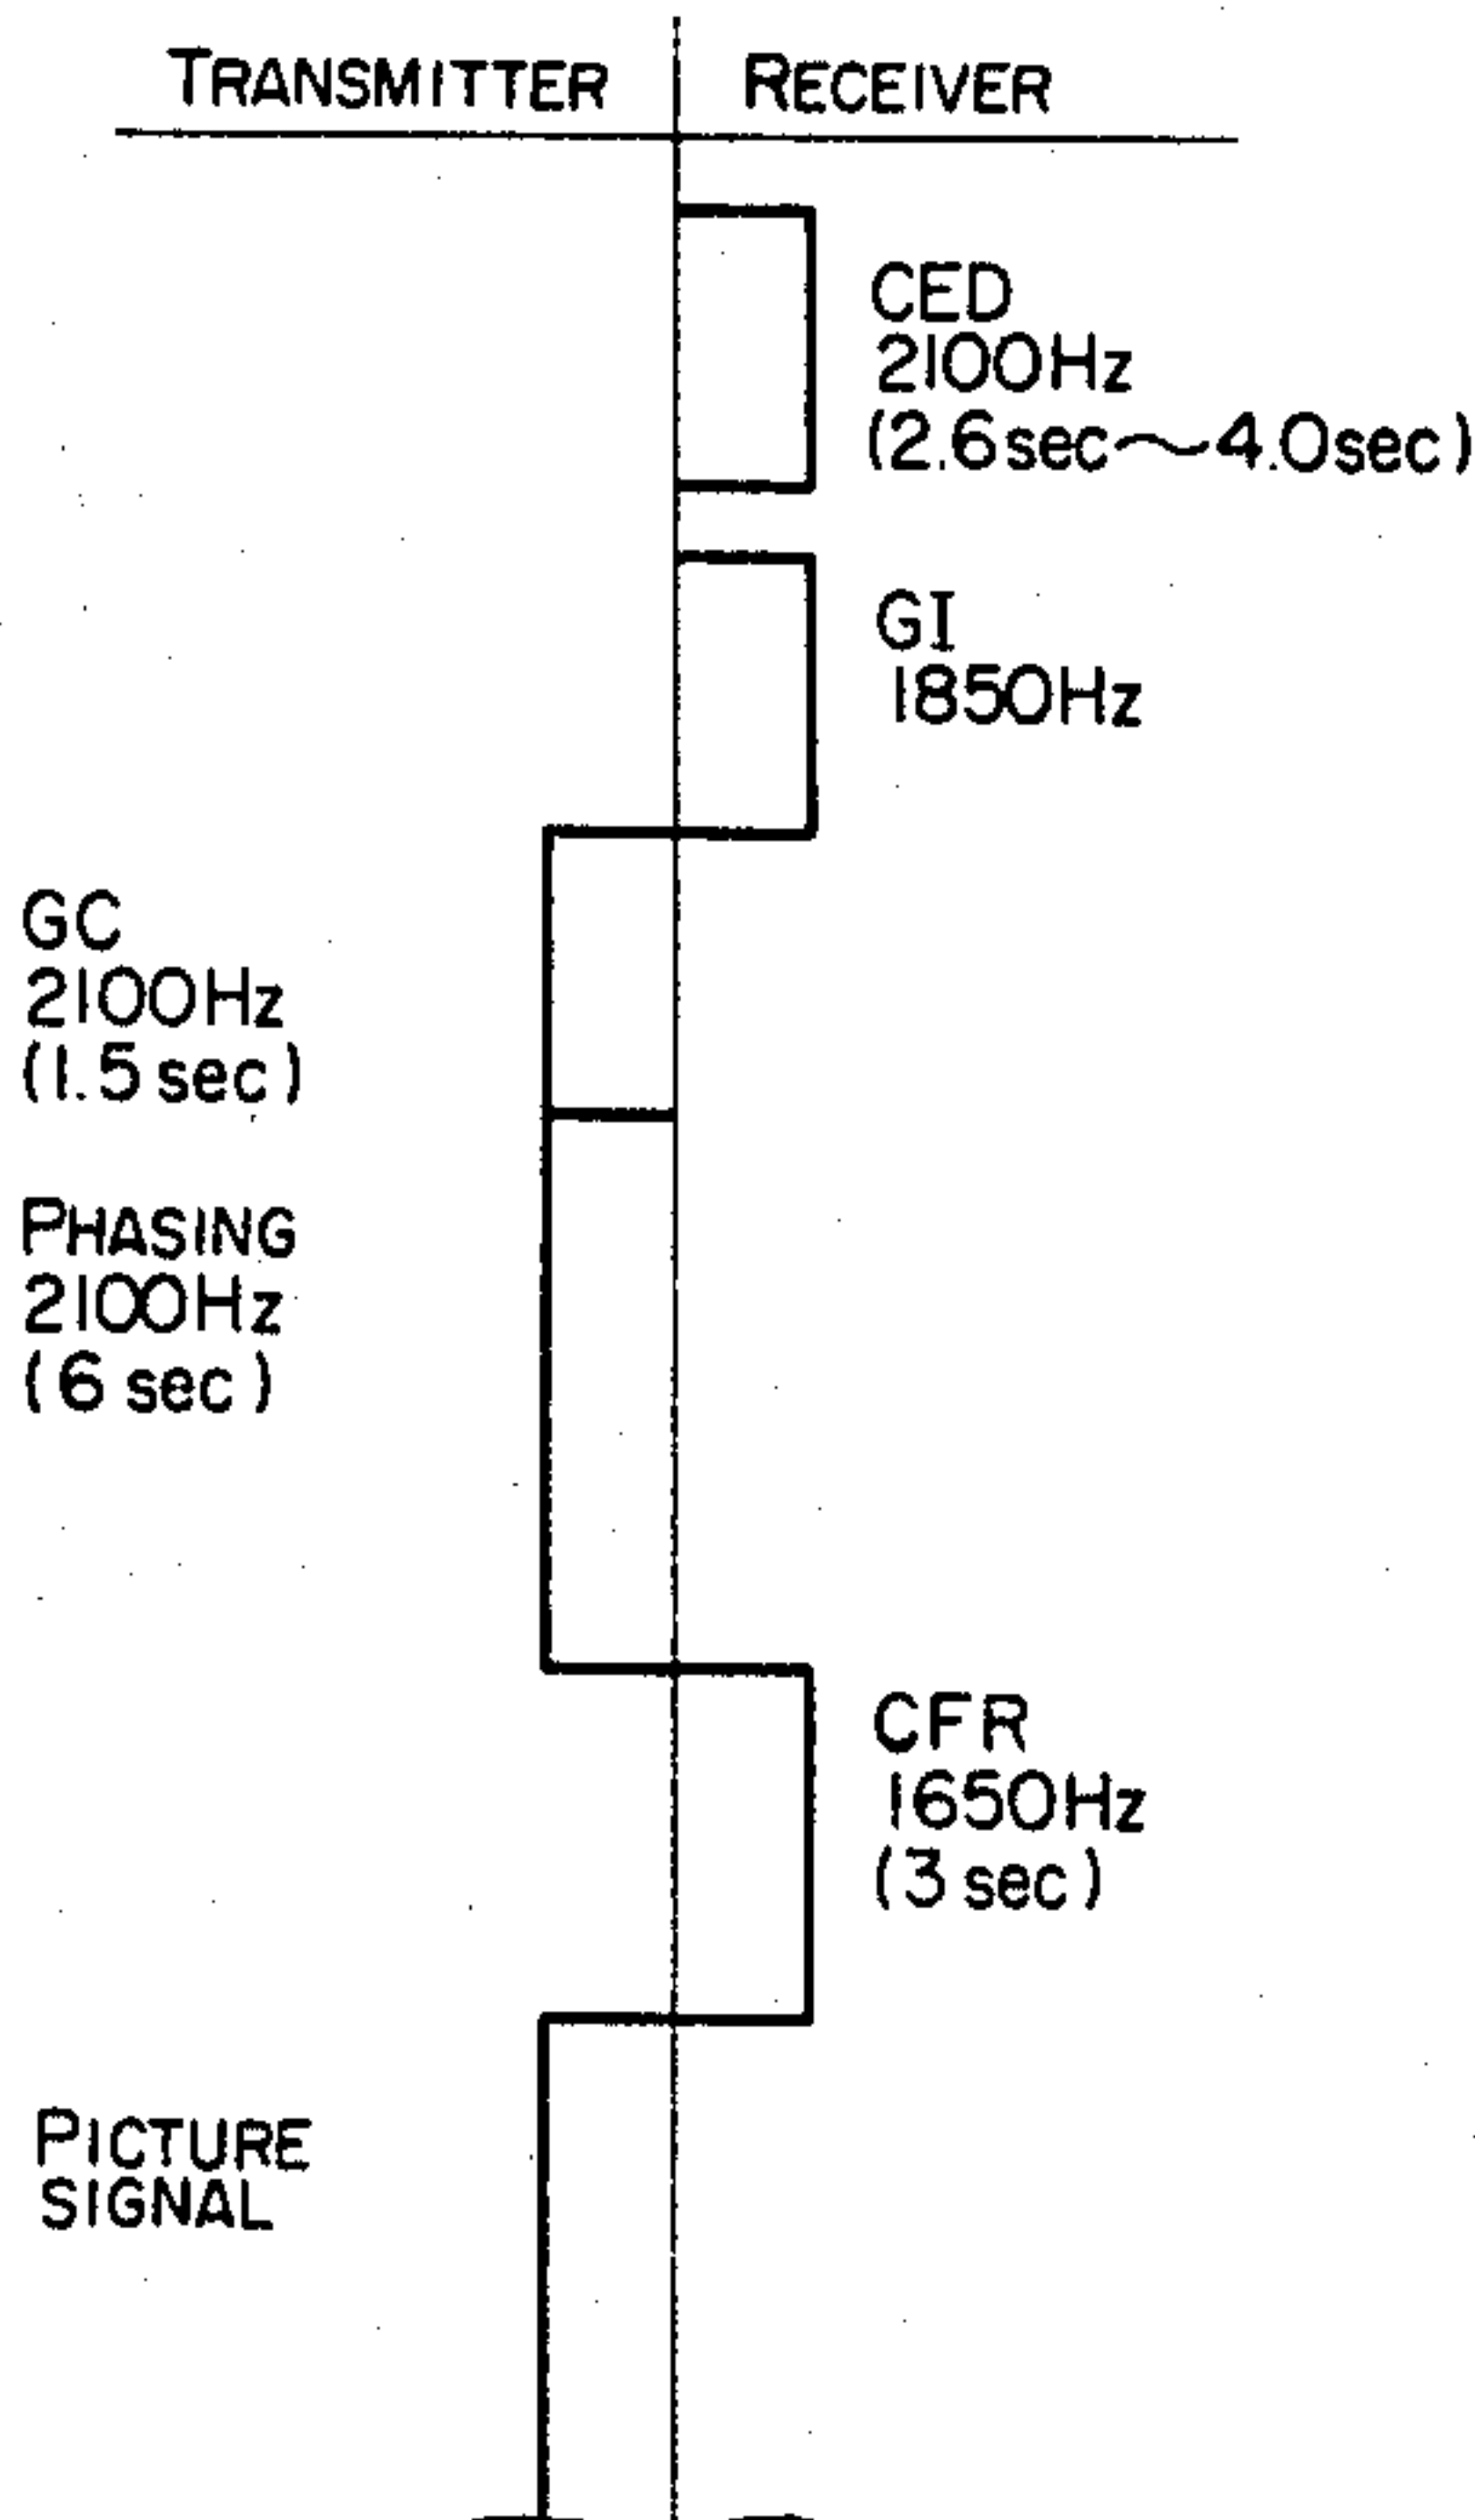 TRANSMITTER
RECEIVER
CED
2100Hz
(2.6sec~4.0sec)
GI
1850Hz
GC
2100Hz
(1.5sec)
PHASING
2100Hz
(6 sec)
CFR
1650Hz
(3 sec)
PICTURE
SIGNAL